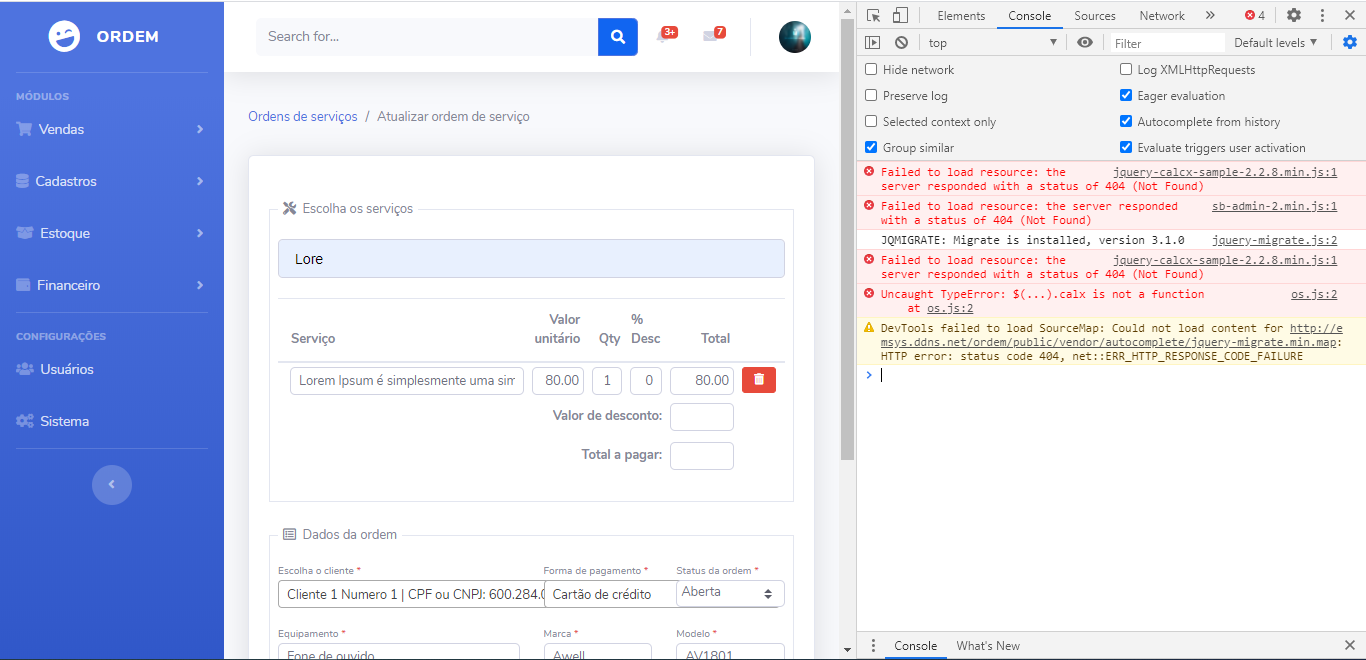 ORDEM
MÓDULOS
Vendas
Cadastros
Estoque
Financeiro
CONFIGURAÇÕES
Usuários
Sistema
Search for...
3+
7
Ordens de serviços / Atualizar ordem de serviço
Escolha os serviços
Lore
Serviço
Valor unitário
Qty
% Desc
Total
Lorem Ipsum é simplesmente uma sim
80.00
1
0
80.00
Valor de desconto:
Total a pagar:
Dados da ordem
Escolha o cliente *
Forma de pagamento *
Status da ordem *
Cliente 1 Numero 1 | CPF ou CNPJ: 600.284.0
Cartão de crédito
Aberta
Equipamento *
Marca *
Modelo *
Fone de ouvido
Awell
AV1801
Elements
Console
Sources
Network
4
top
Filter
Default levels
Hide network
Log XMLHttpRequests
Preserve log
Eager evaluation
Selected context only
Autocomplete from history
Group similar
Evaluate triggers user activation
Failed to load resource: the jquery-calcx-sample-2.2.8.min.js:1
server responded with a status of 404 (Not Found)
Failed to load resource: the server responded sb-admin-2.min.js:1
with a status of 404 (Not Found)
JQMIGRATE: Migrate is installed, version 3.1.0 jquery-migrate.js:2
Failed to load resource: the jquery-calcx-sample-2.2.8.min.js:1
server responded with a status of 404 (Not Found)
Uncaught TypeError: $(...).calx is not a function os.js:2
at os.js:2
DevTools failed to load SourceMap: Could not load content for http://e
msys.ddns.net/ordem/public/vendor/autocomplete/jquery-migrate.min.map:
HTTP error: status code 404, net::ERR_HTTP_RESPONSE_CODE_FAILURE
Console
What's New